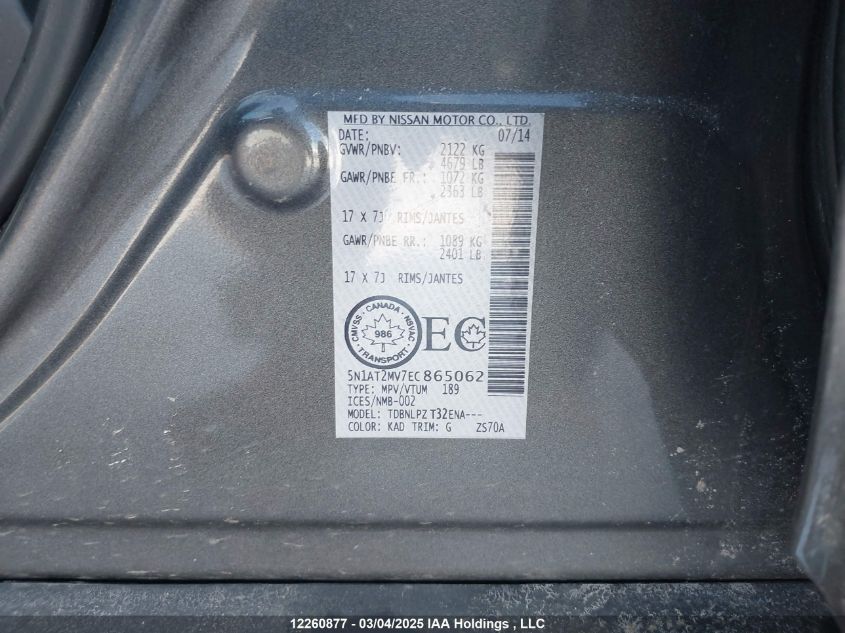 MFD BY NISSAN MOTOR CO., LTD.
DATE: 07/14
GVWR/PNBV: 2122 KG
4679 LB
GAWR/PNBE FR.: 1072 KG
2363 LB
17 X 7J RIMS/JANTES
GAWR/PNBE RR.: 1089 KG
2401 LB
17 X 7J RIMS/JANTES
CMVSS · CANADA · NSVAC
986
TRANSPORT
EC
5N1AT2MV7EC865062
TYPE: MPV/VTUM 189
ICES/NMB-002
MODEL: TDBNLPZ T32ENA---
COLOR: KAD TRIM: G ZS70A
12260877 - 03/04/2025 IAA Holdings , LLC